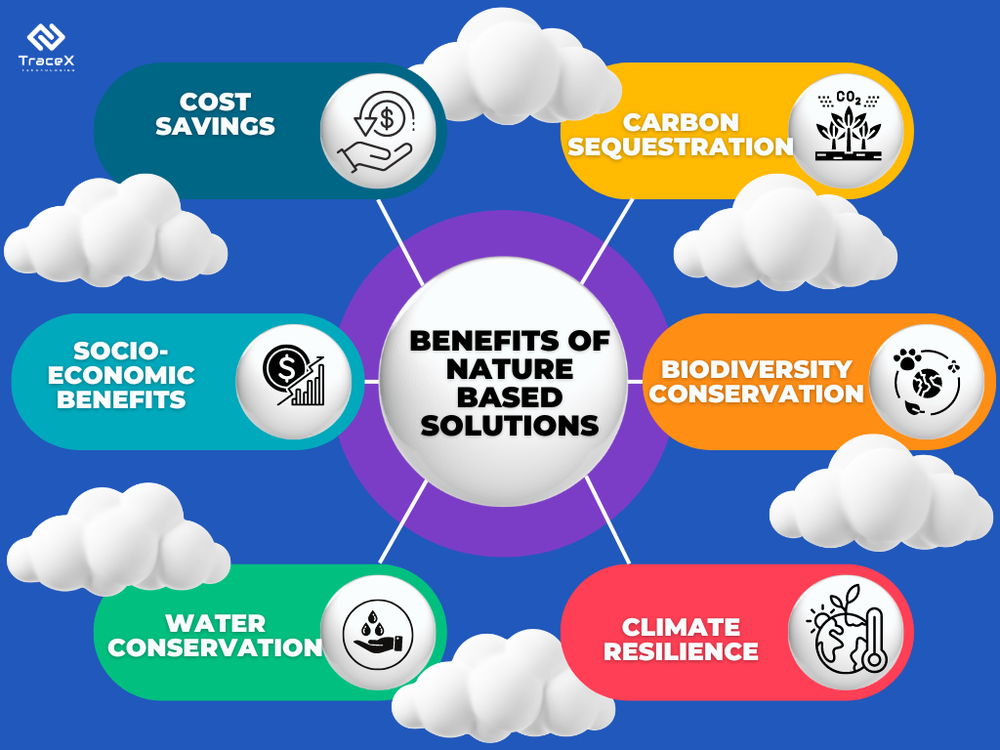 TraceX
TECHNOLOGIES
COST
SAVINGS
$
CO₂
CARBON
SEQUESTRATION
SOCIO-
ECONOMIC
BENEFITS
$
BENEFITS OF
NATURE
BASED
SOLUTIONS
BIODIVERSITY
CONSERVATION
WATER
CONSERVATION
CLIMATE
RESILIENCE